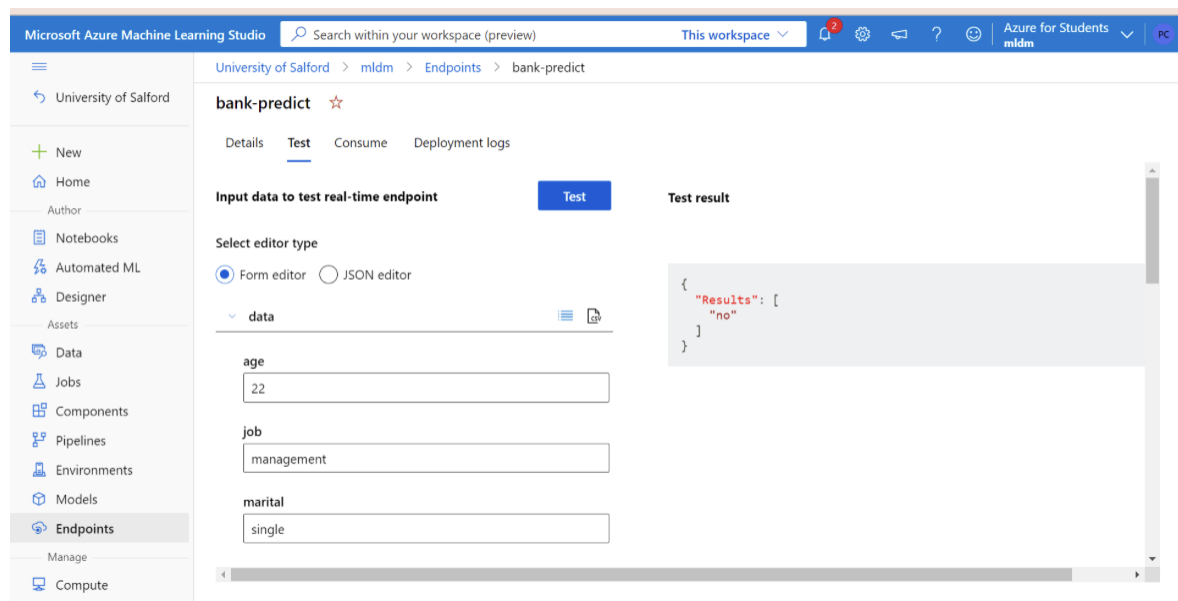 Microsoft Azure Machine Learning Studio
Search within your workspace (preview)
This workspace
2
?
Azure for Students
mldm
PC
University of Salford > mldm > Endpoints > bank-predict
University of Salford
New
Home
Author
Notebooks
Automated ML
Designer
Assets
Data
Jobs
Components
Pipelines
Environments
Models
Endpoints
Manage
Compute
bank-predict
Details Test Consume Deployment logs
Input data to test real-time endpoint
Test
Select editor type
Form editor JSON editor
data
CSV
age
22
job
management
marital
single
Test result
{
"Results": [
"no"
]
}